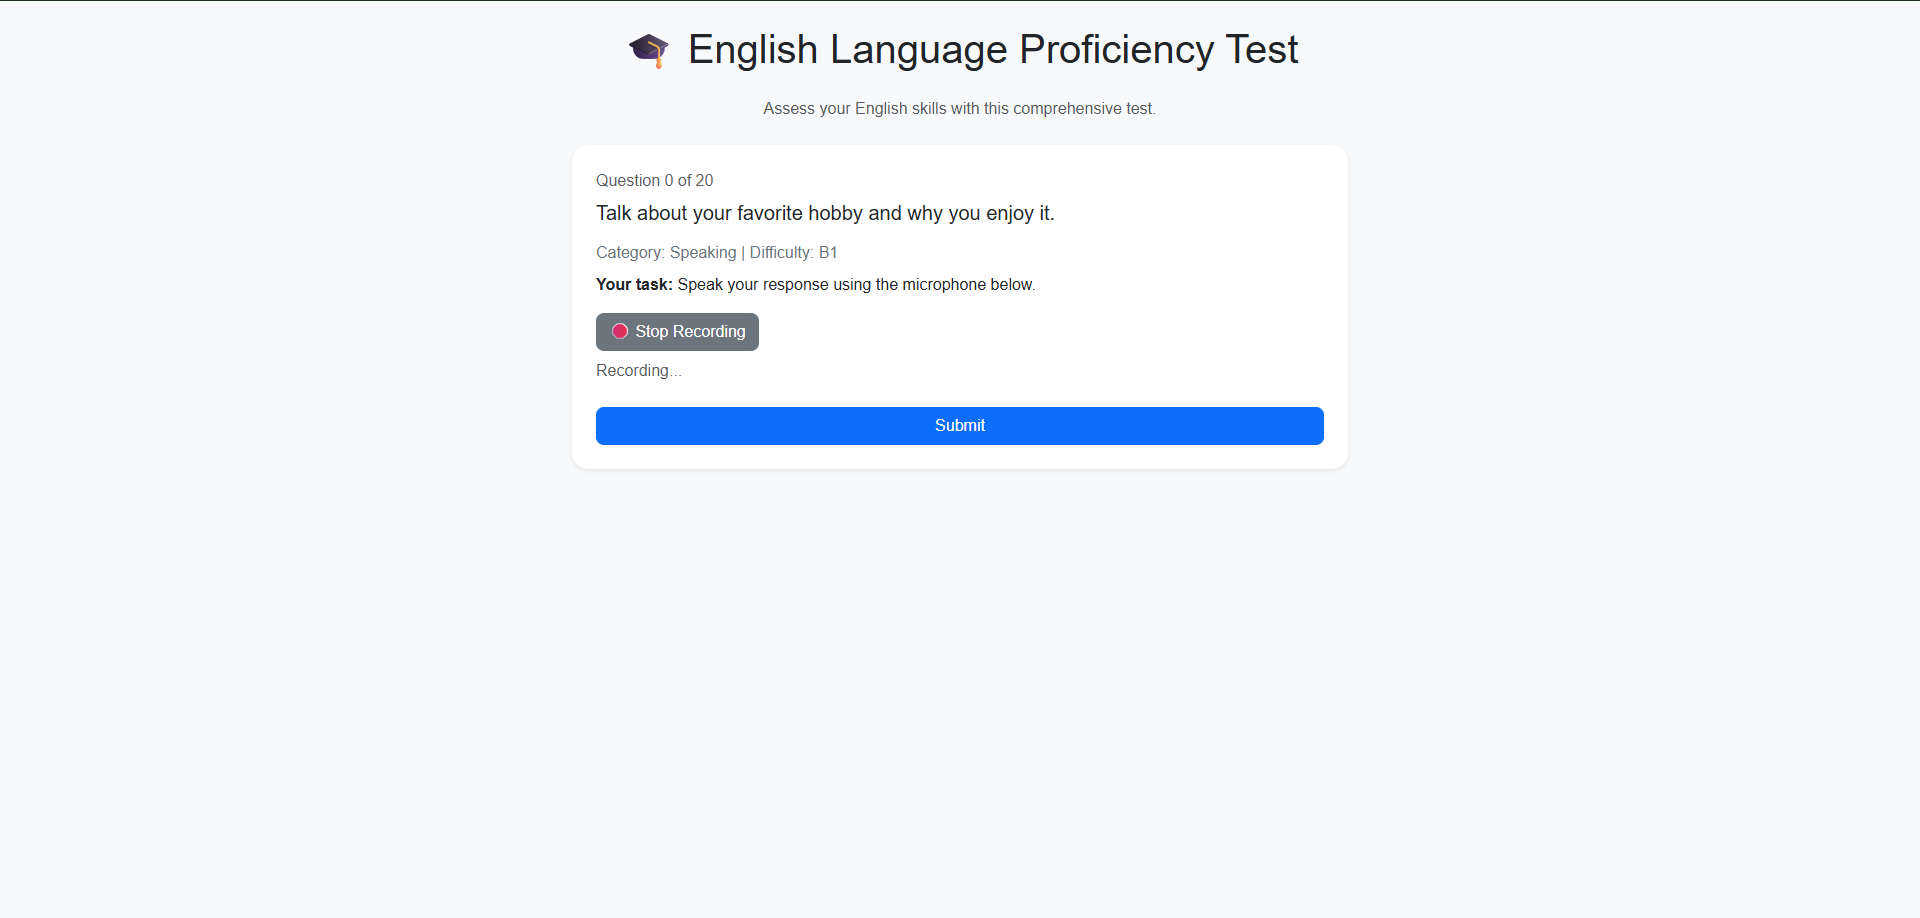 English Language Proficiency Test
Assess your English skills with this comprehensive test.
Question 0 of 20
Talk about your favorite hobby and why you enjoy it.
Category: Speaking | Difficulty: B1
Your task: Speak your response using the microphone below.
Stop Recording
Recording...
Submit